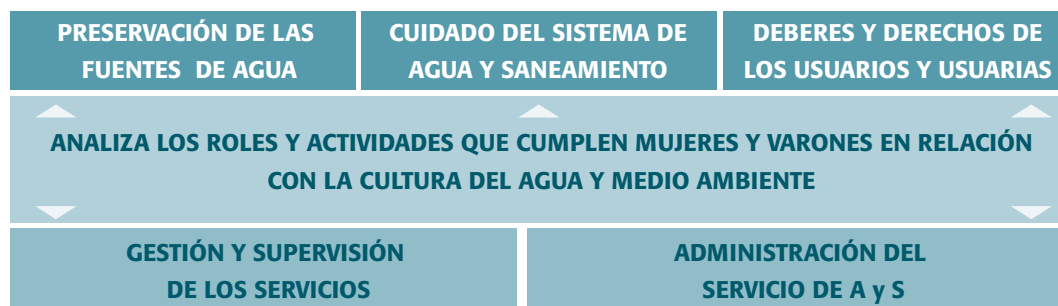 PRESERVACIÓN DE LAS
FUENTES DE AGUA
CUIDADO DEL SISTEMA DE
AGUA Y SANEAMIENTO
DEBERES Y DERECHOS DE
LOS USUARIOS Y USUARIAS
ANALIZA LOS ROLES Y ACTIVIDADES QUE CUMPLEN MUJERES Y VARONES EN RELACIÓN
CON LA CULTURA DEL AGUA Y MEDIO AMBIENTE
GESTIÓN Y SUPERVISIÓN
DE LOS SERVICIOS
ADMINISTRACIÓN DEL
SERVICIO DE A y S